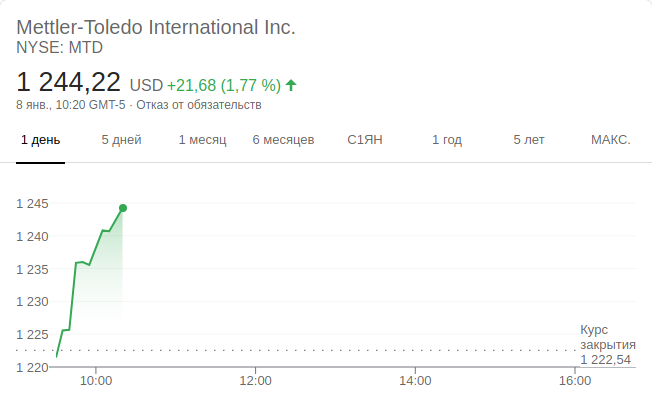 Mettler-Toledo International Inc.
NYSE: MTD
1 244,22 USD +21,68 (1,77 %)
8 янв., 10:20 GMT-5 · Отказ от обязательств
1 день 5 дней 1 месяц 6 месяцев С1ЯН 1 год 5 лет МАКС.
1 245
1 240
1 235
1 230
1 225
1 220
Курс
закрытия
1 222,54
10:00 12:00 14:00 16:00